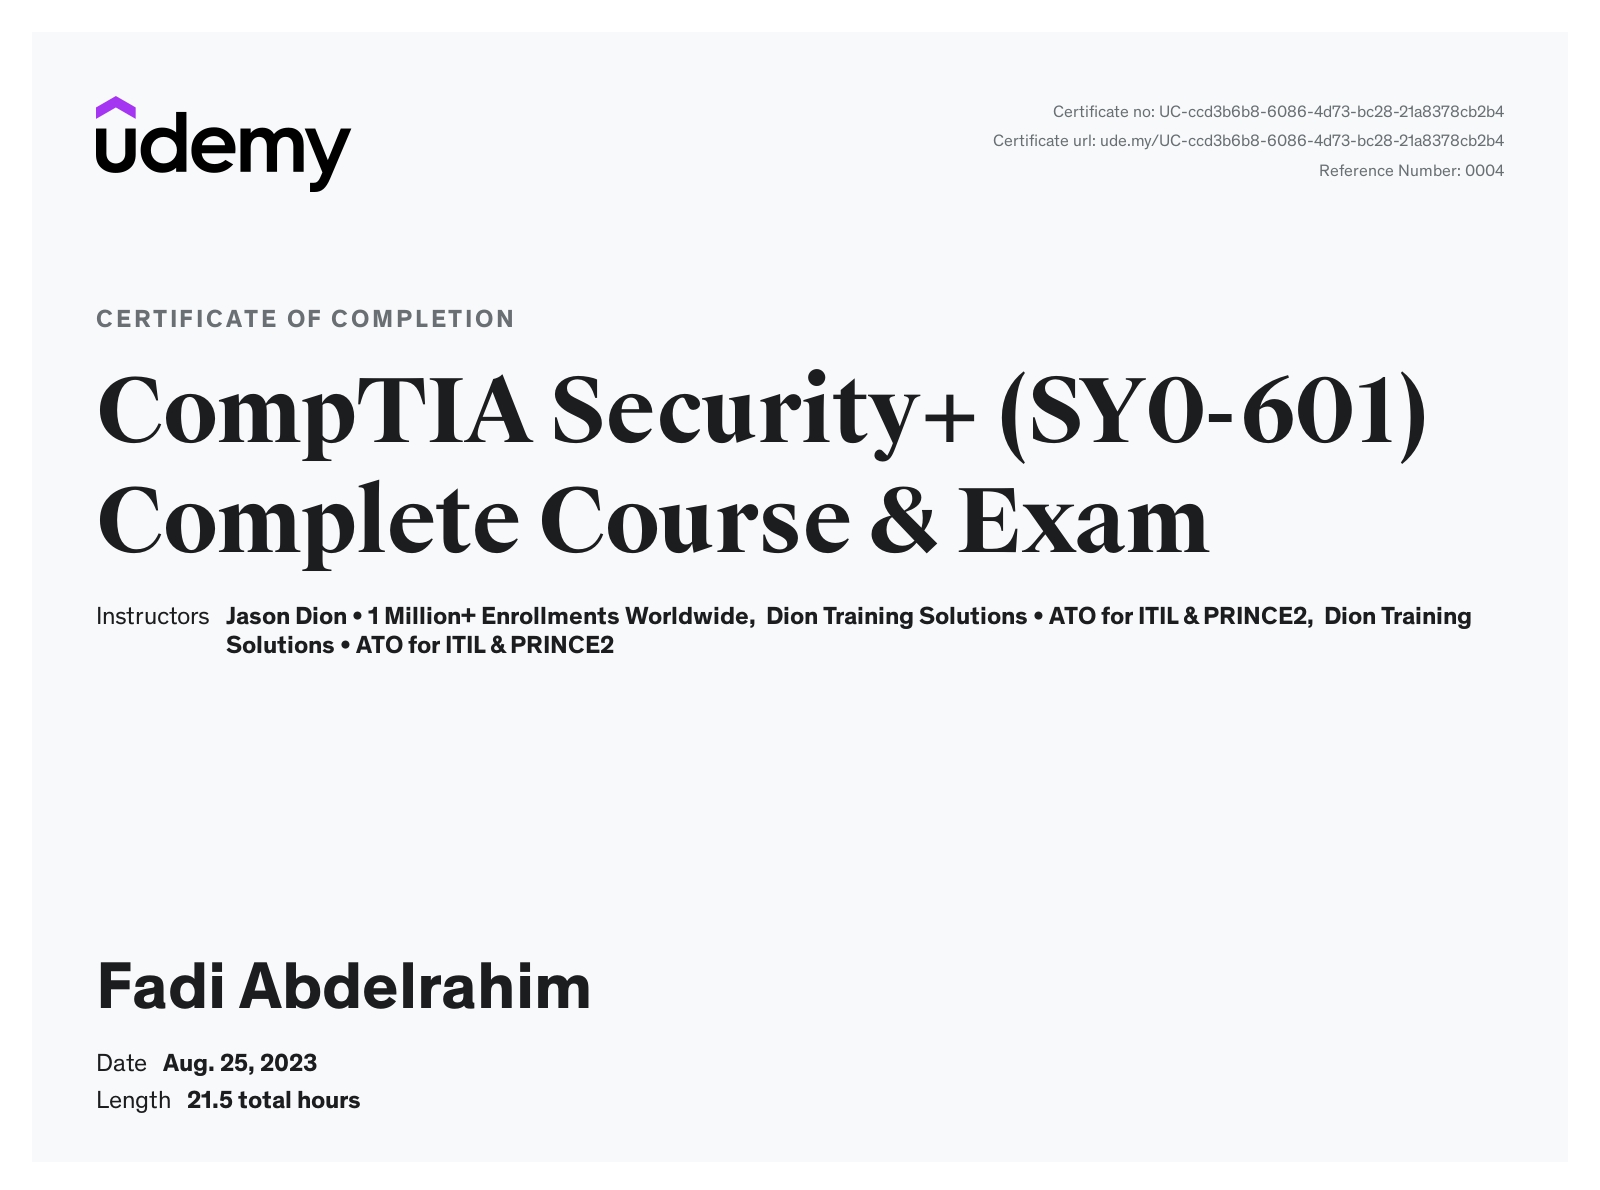 udemy
Certificate no: UC-ccd3b6b8-6086-4d73-bc28-21a8378cb2b4
Certificate url: ude.my/UC-ccd3b6b8-6086-4d73-bc28-21a8378cb2b4
Reference Number: 0004
CERTIFICATE OF COMPLETION
CompTIA Security+ (SY0-601)
Complete Course & Exam
Instructors Jason Dion • 1 Million+ Enrollments Worldwide, Dion Training Solutions • ATO for ITIL & PRINCE2, Dion Training
Solutions • ATO for ITIL & PRINCE2
Fadi Abdelrahim
Date Aug. 25, 2023
Length 21.5 total hours